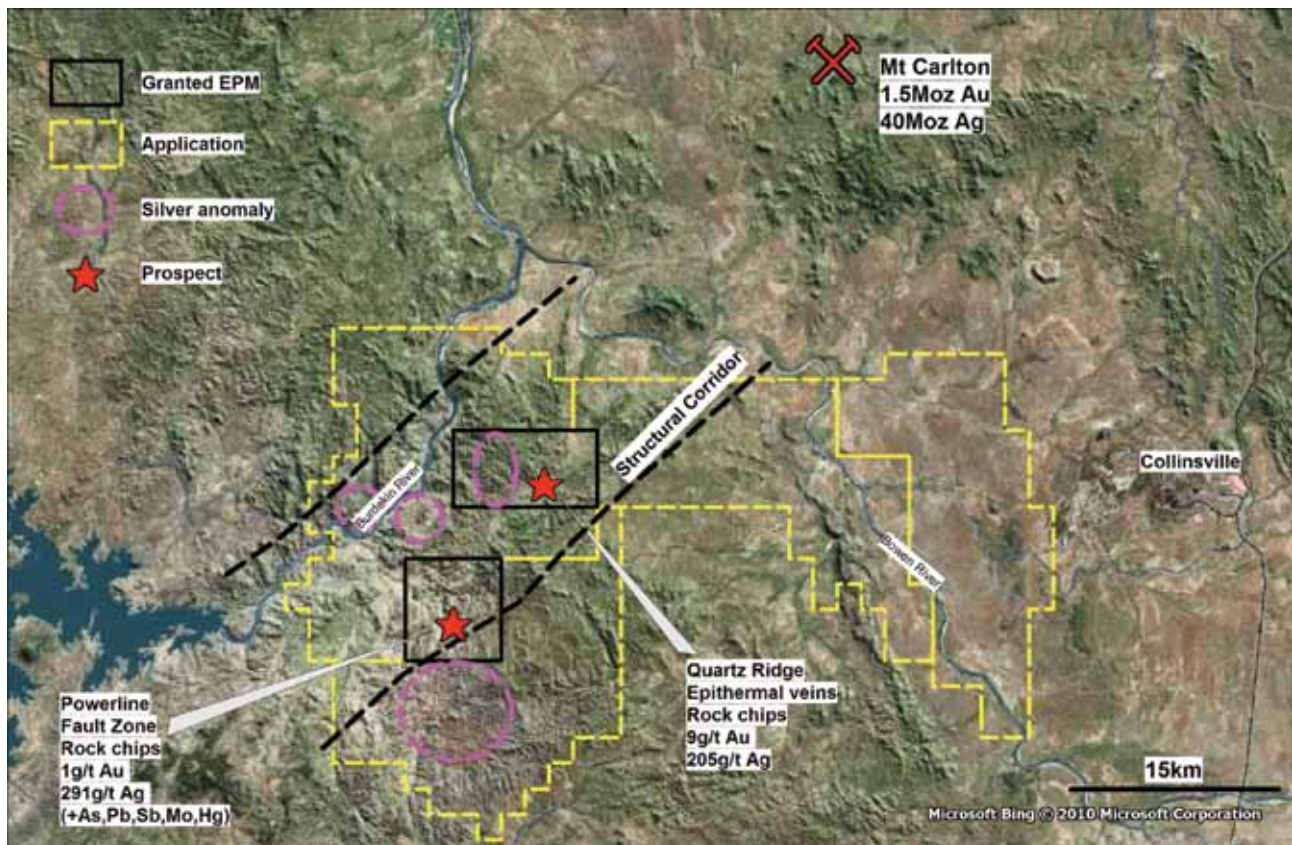 Granted EPM
Application
Silver anomaly
Prospect
Mt Carlton
1.5Moz Au
40Moz Ag
Structural Corridor
Collinsville
Burdekin River
Bowen River
Powerline
Fault Zone
Rock chips
1g/t Au
291g/t Ag
(+As,Pb,Sb,Mo,Hg)
Quartz Ridge
Epithermal veins
Rock chips
9g/t Au
205g/t Ag
15km
Microsoft Bing © 2010 Microsoft Corporation